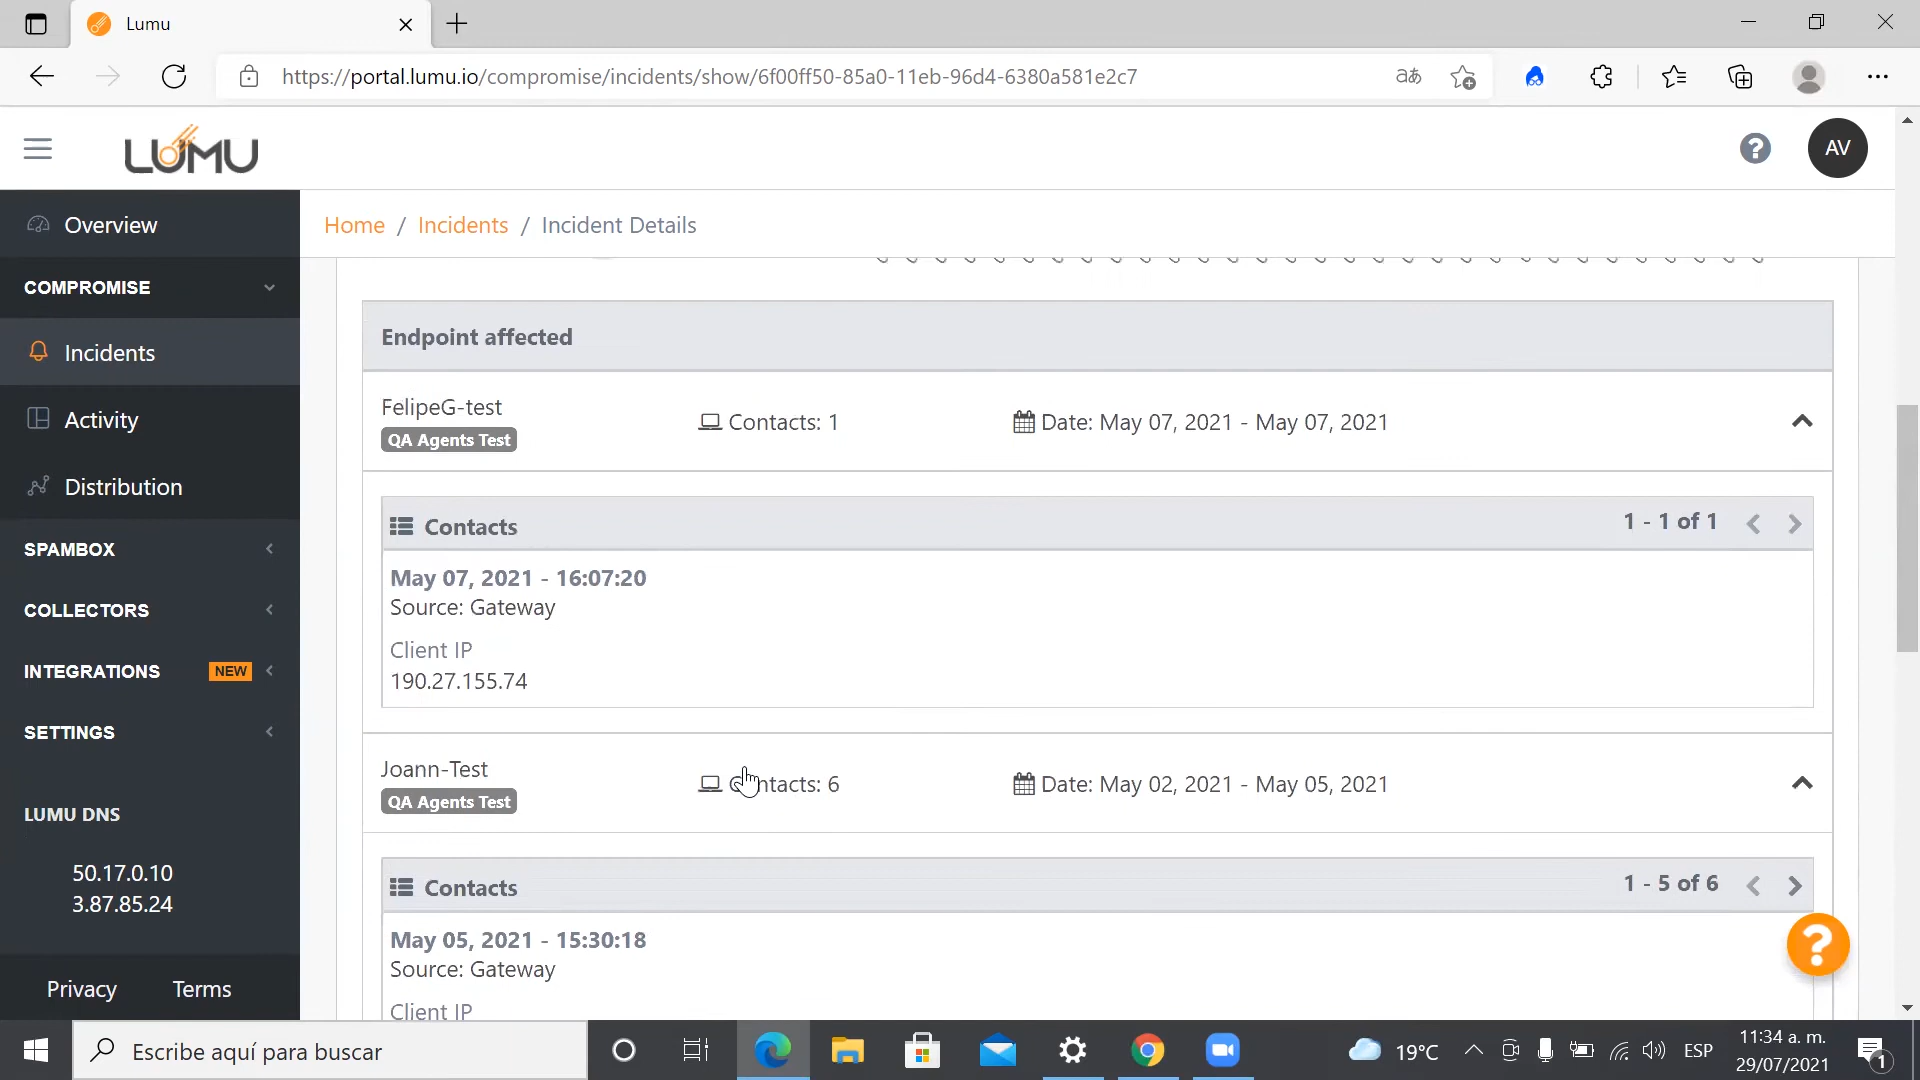 Lumu
https://portal.lumu.io/compromise/incidents/show/6f00ff50-85a0-11eb-96d4-6380a581e2c7
aあ
LUMU
? AV
Overview
COMPROMISE
Incidents
Activity
Distribution
SPAMBOX
COLLECTORS
INTEGRATIONS NEW
SETTINGS
LUMU DNS
50.17.0.10
3.87.85.24
Privacy Terms
Home / Incidents / Incident Details
Endpoint affected
FelipeG-test
QA Agents Test
Contacts: 1
Date: May 07, 2021 - May 07, 2021
Contacts 1 - 1 of 1
May 07, 2021 - 16:07:20
Source: Gateway
Client IP
190.27.155.74
Joann-Test
QA Agents Test
Contacts: 6
Date: May 02, 2021 - May 05, 2021
Contacts 1 - 5 of 6
May 05, 2021 - 15:30:18
Source: Gateway
Client IP
?
Escribe aquí para buscar
19°C
ESP
11:34 a. m.
29/07/2021
1